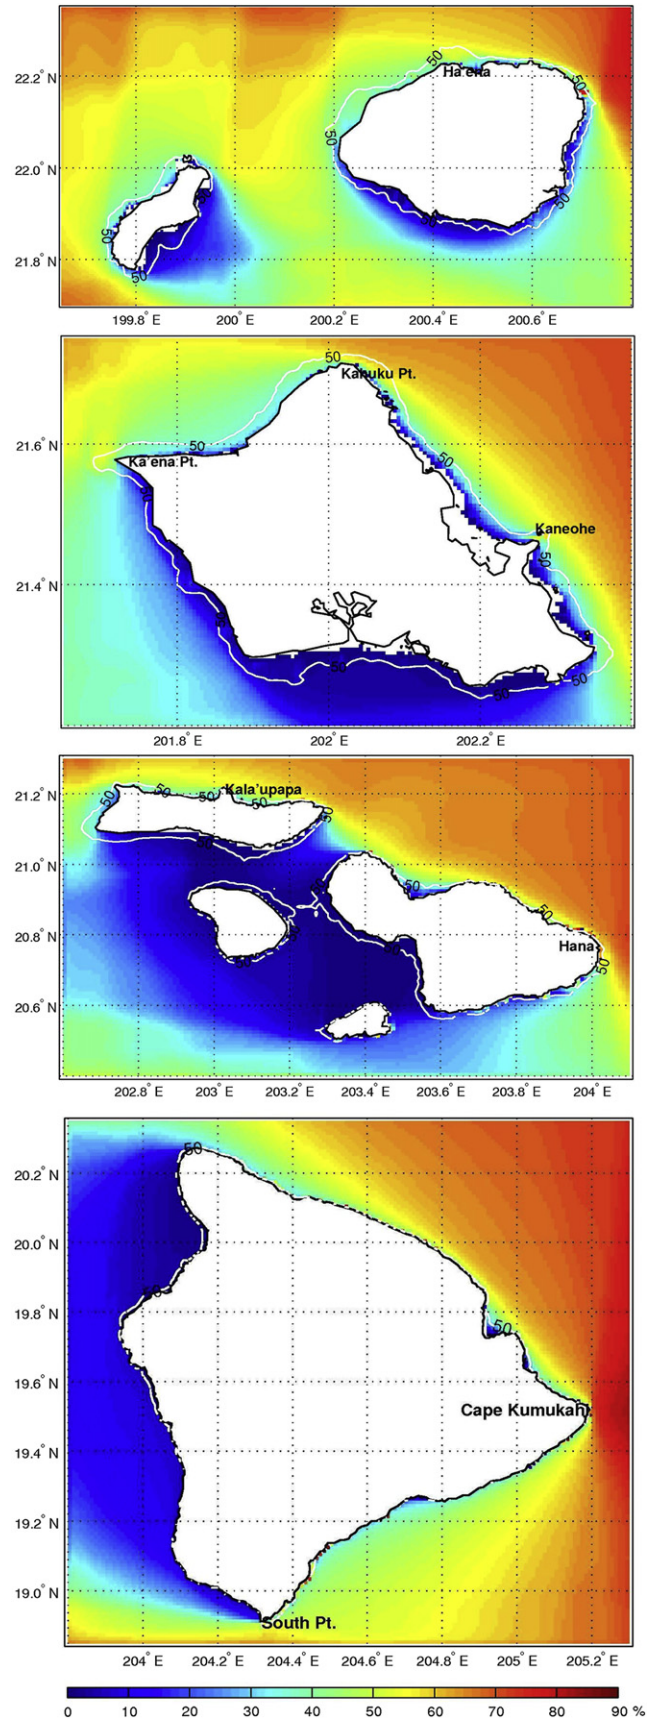 22.2° N
22.0° N
21.8° N
Ha'ena
50
50
50
50
50
50
199.8° E 200° E 200.2° E 200.4° E 200.6° E
21.6° N
21.4° N
50
Kahuku Pt.
50
Ka'ena Pt.
50
Kaneohe
50
50
50
50
50
201.8° E 202° E 202.2° E
21.2° N
21.0° N
20.8° N
20.6° N
50
50
50
Kala'upapa
50
50
50
50
50
50
Hana
50
50
202.8° E 203° E 203.2° E 203.4° E 203.6° E 203.8° E 204° E
20.2° N
20.0° N
19.8° N
19.6° N
19.4° N
19.2° N
19.0° N
50
50
Cape Kumukahi
South Pt.
204° E 204.2° E 204.4° E 204.6° E 204.8° E 205° E 205.2° E
0 10 20 30 40 50 60 70 80 90 %